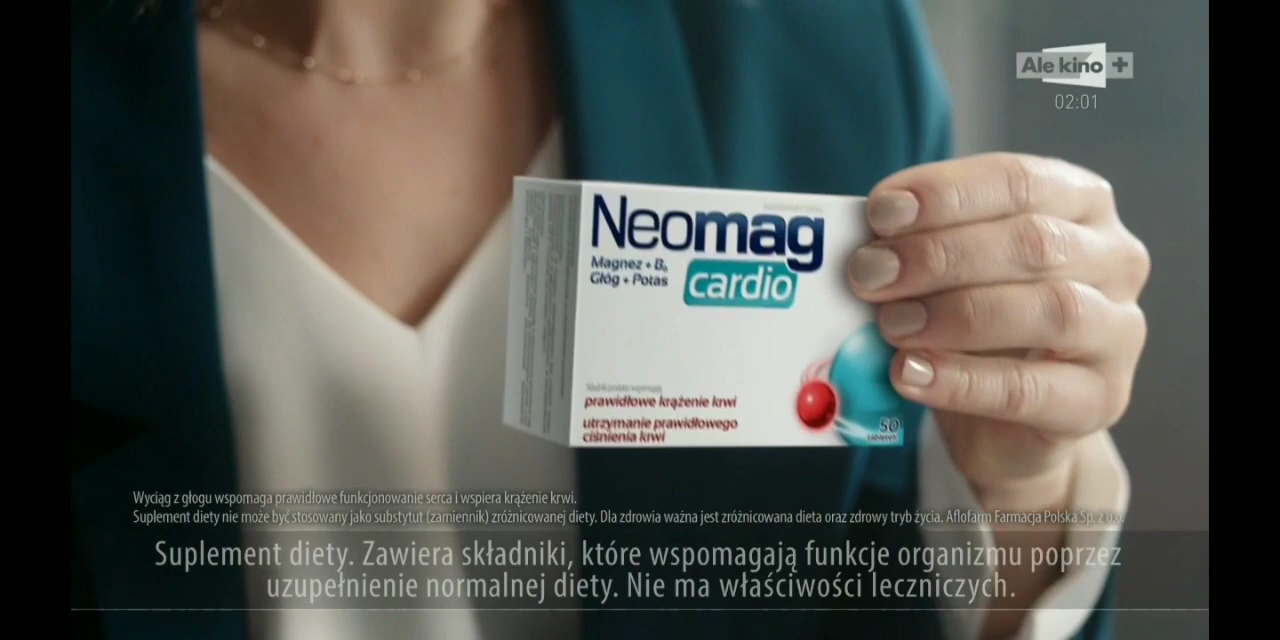 Ale kino +
02:01
Neomag
Magnez + B₆
Głóg + Potas
cardio
prawidłowe krążenie krwi
utrzymanie prawidłowego
ciśnienia krwi
50
tabletek
Wyciąg z głogu wspomaga prawidłowe funkcjonowanie serca i wspiera krążenie krwi.
Suplement diety nie może być stosowany jako substytut (zamiennik) zróżnicowanej diety. Dla zdrowia ważna jest zróżnicowana dieta oraz zdrowy tryb życia. Aflofarm Farmacja Polska Sp. z o.o.
Suplement diety. Zawiera składniki, które wspomagają funkcje organizmu poprzez
uzupełnienie normalnej diety. Nie ma właściwości leczniczych.